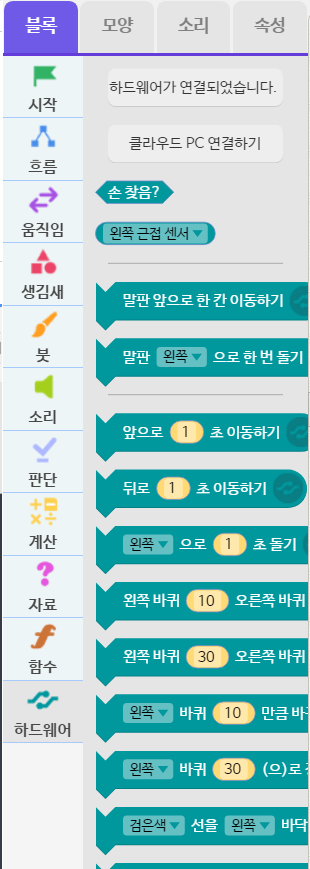 블록 모양 소리 속성
시작
흐름
움직임
생김새
붓
소리
판단
계산
자료
함수
하드웨어
하드웨어가 연결되었습니다.
클라우드 PC 연결하기
손 찾음?
왼쪽 근접 센서
말판 앞으로 한 칸 이동하기
말판 왼쪽 으로 한 번 돌기
앞으로 1 초 이동하기
뒤로 1 초 이동하기
왼쪽 으로 1 초 돌기
왼쪽 바퀴 10 오른쪽 바퀴
왼쪽 바퀴 30 오른쪽 바퀴
왼쪽 바퀴 10 만큼
왼쪽 바퀴 30 (으)로
검은색 선을 왼쪽 바닥